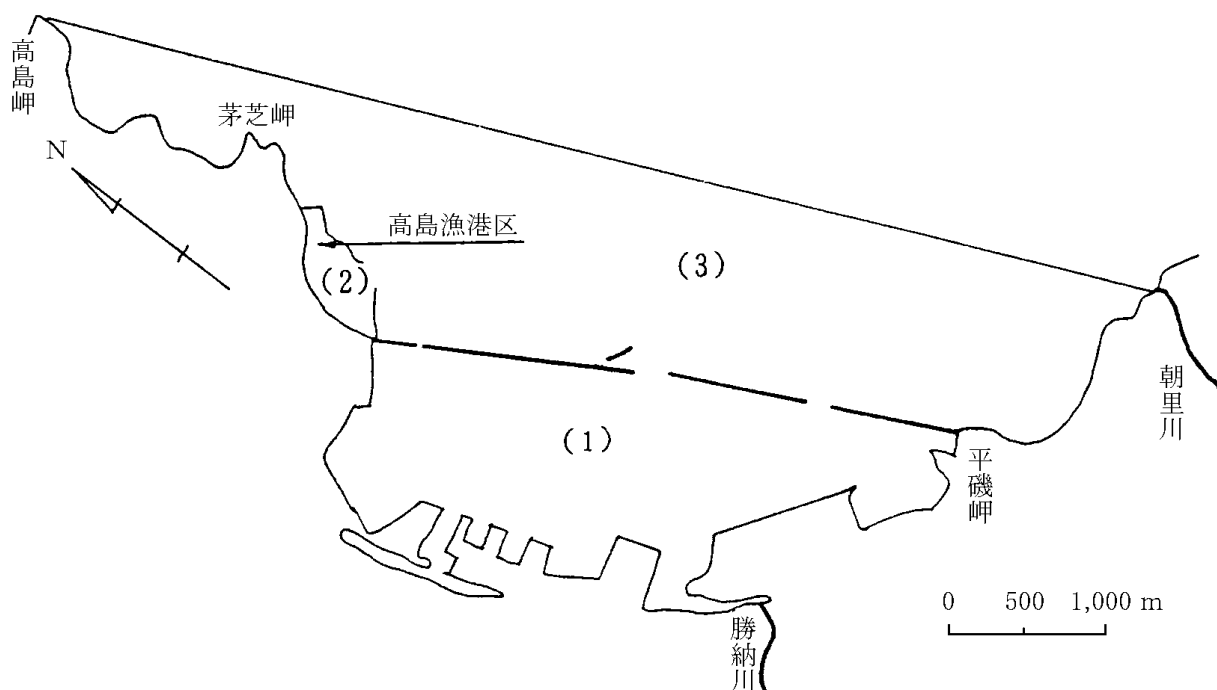 高島岬
茅芝岬
N
高島漁港区
(3)
(2)
朝里川
(1)
平磯岬
0 500 1,000 m
勝納川